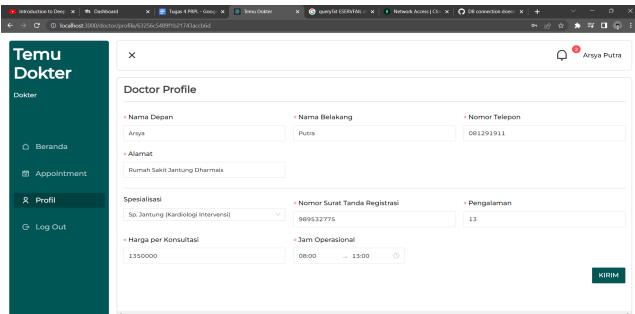 Introduction to Deep
Dashboard
Tugas 4 PRPL - Goog
Temu Dokter
querySrt ESERVFAIL
Network Access | Clo
DB connection doesn
localhost:3000/doctor/profile/
Temu
Dokter
Dokter
Beranda
Appointment
Profil
Log Out
0
Arsya Putra
Doctor Profile
* Nama Depan
* Nama Belakang
* Nomor Telepon
Arsya
Putra
081291911
* Alamat
Rumah Sakit Jantung Dharmais
Spesialisasi
* Nomor Surat Tanda Registrasi
* Pengalaman
Sp. Jantung (Kardiologi Intervensi)
989532775
13
* Harga per Konsultasi
* Jam Operasional
1350000
08:00 → 13:00
KIRIM